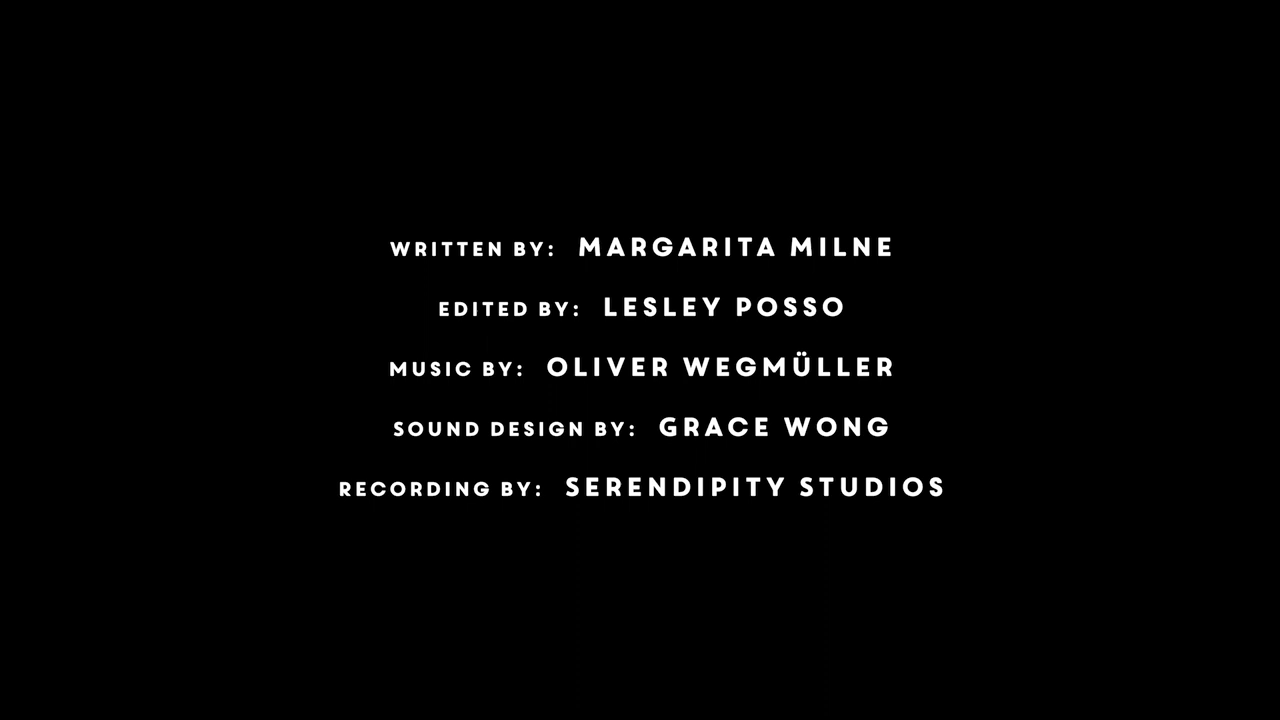 WRITTEN BY: MARGARITA MILNE
EDITED BY: LESLEY POSSO
MUSIC BY: OLIVER WEGMÜLLER
SOUND DESIGN BY: GRACE WONG
RECORDING BY: SERENDIPITY STUDIOS